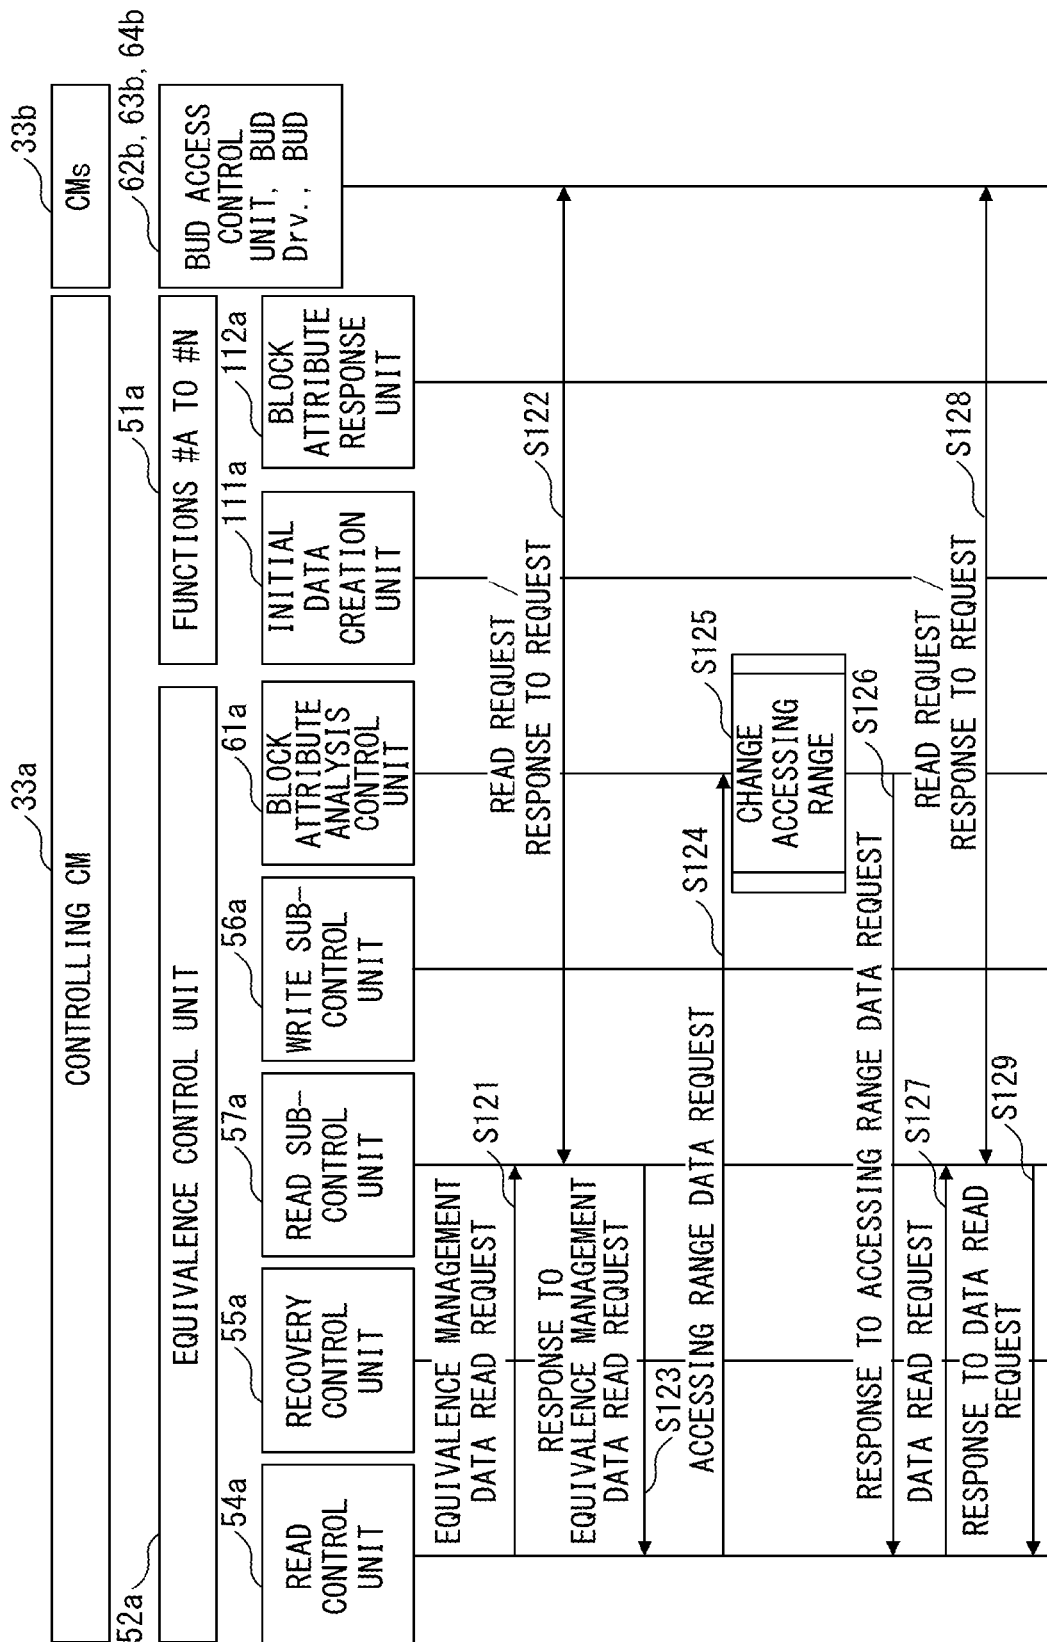 33a
33b
CONTROLLING CM
CMs
52a
51a
62b, 63b, 64b
EQUIVALENCE CONTROL UNIT
FUNCTIONS #A TO #N
BUD ACCESS
CONTROL
UNIT, BUD
Drv., BUD
54a
55a
57a
56a
61a
111a
112a
READ
CONTROL
UNIT
RECOVERY
CONTROL
UNIT
READ SUB-
CONTROL
UNIT
WRITE SUB-
CONTROL
UNIT
BLOCK
ATTRIBUTE
ANALYSIS
CONTROL
UNIT
INITIAL
DATA
CREATION
UNIT
BLOCK
ATTRIBUTE
RESPONSE
UNIT
EQUIVALENCE MANAGEMENT
DATA READ REQUEST
S121
READ REQUEST /
RESPONSE TO REQUEST
S122
RESPONSE TO
EQUIVALENCE MANAGEMENT
DATA READ REQUEST
S123
ACCESSING RANGE DATA REQUEST
S124
S125
CHANGE
ACCESSING
RANGE
RESPONSE TO ACCESSING RANGE DATA REQUEST
S126
DATA READ REQUEST
S127
READ REQUEST /
RESPONSE TO REQUEST
S128
RESPONSE TO DATA READ
REQUEST
S129